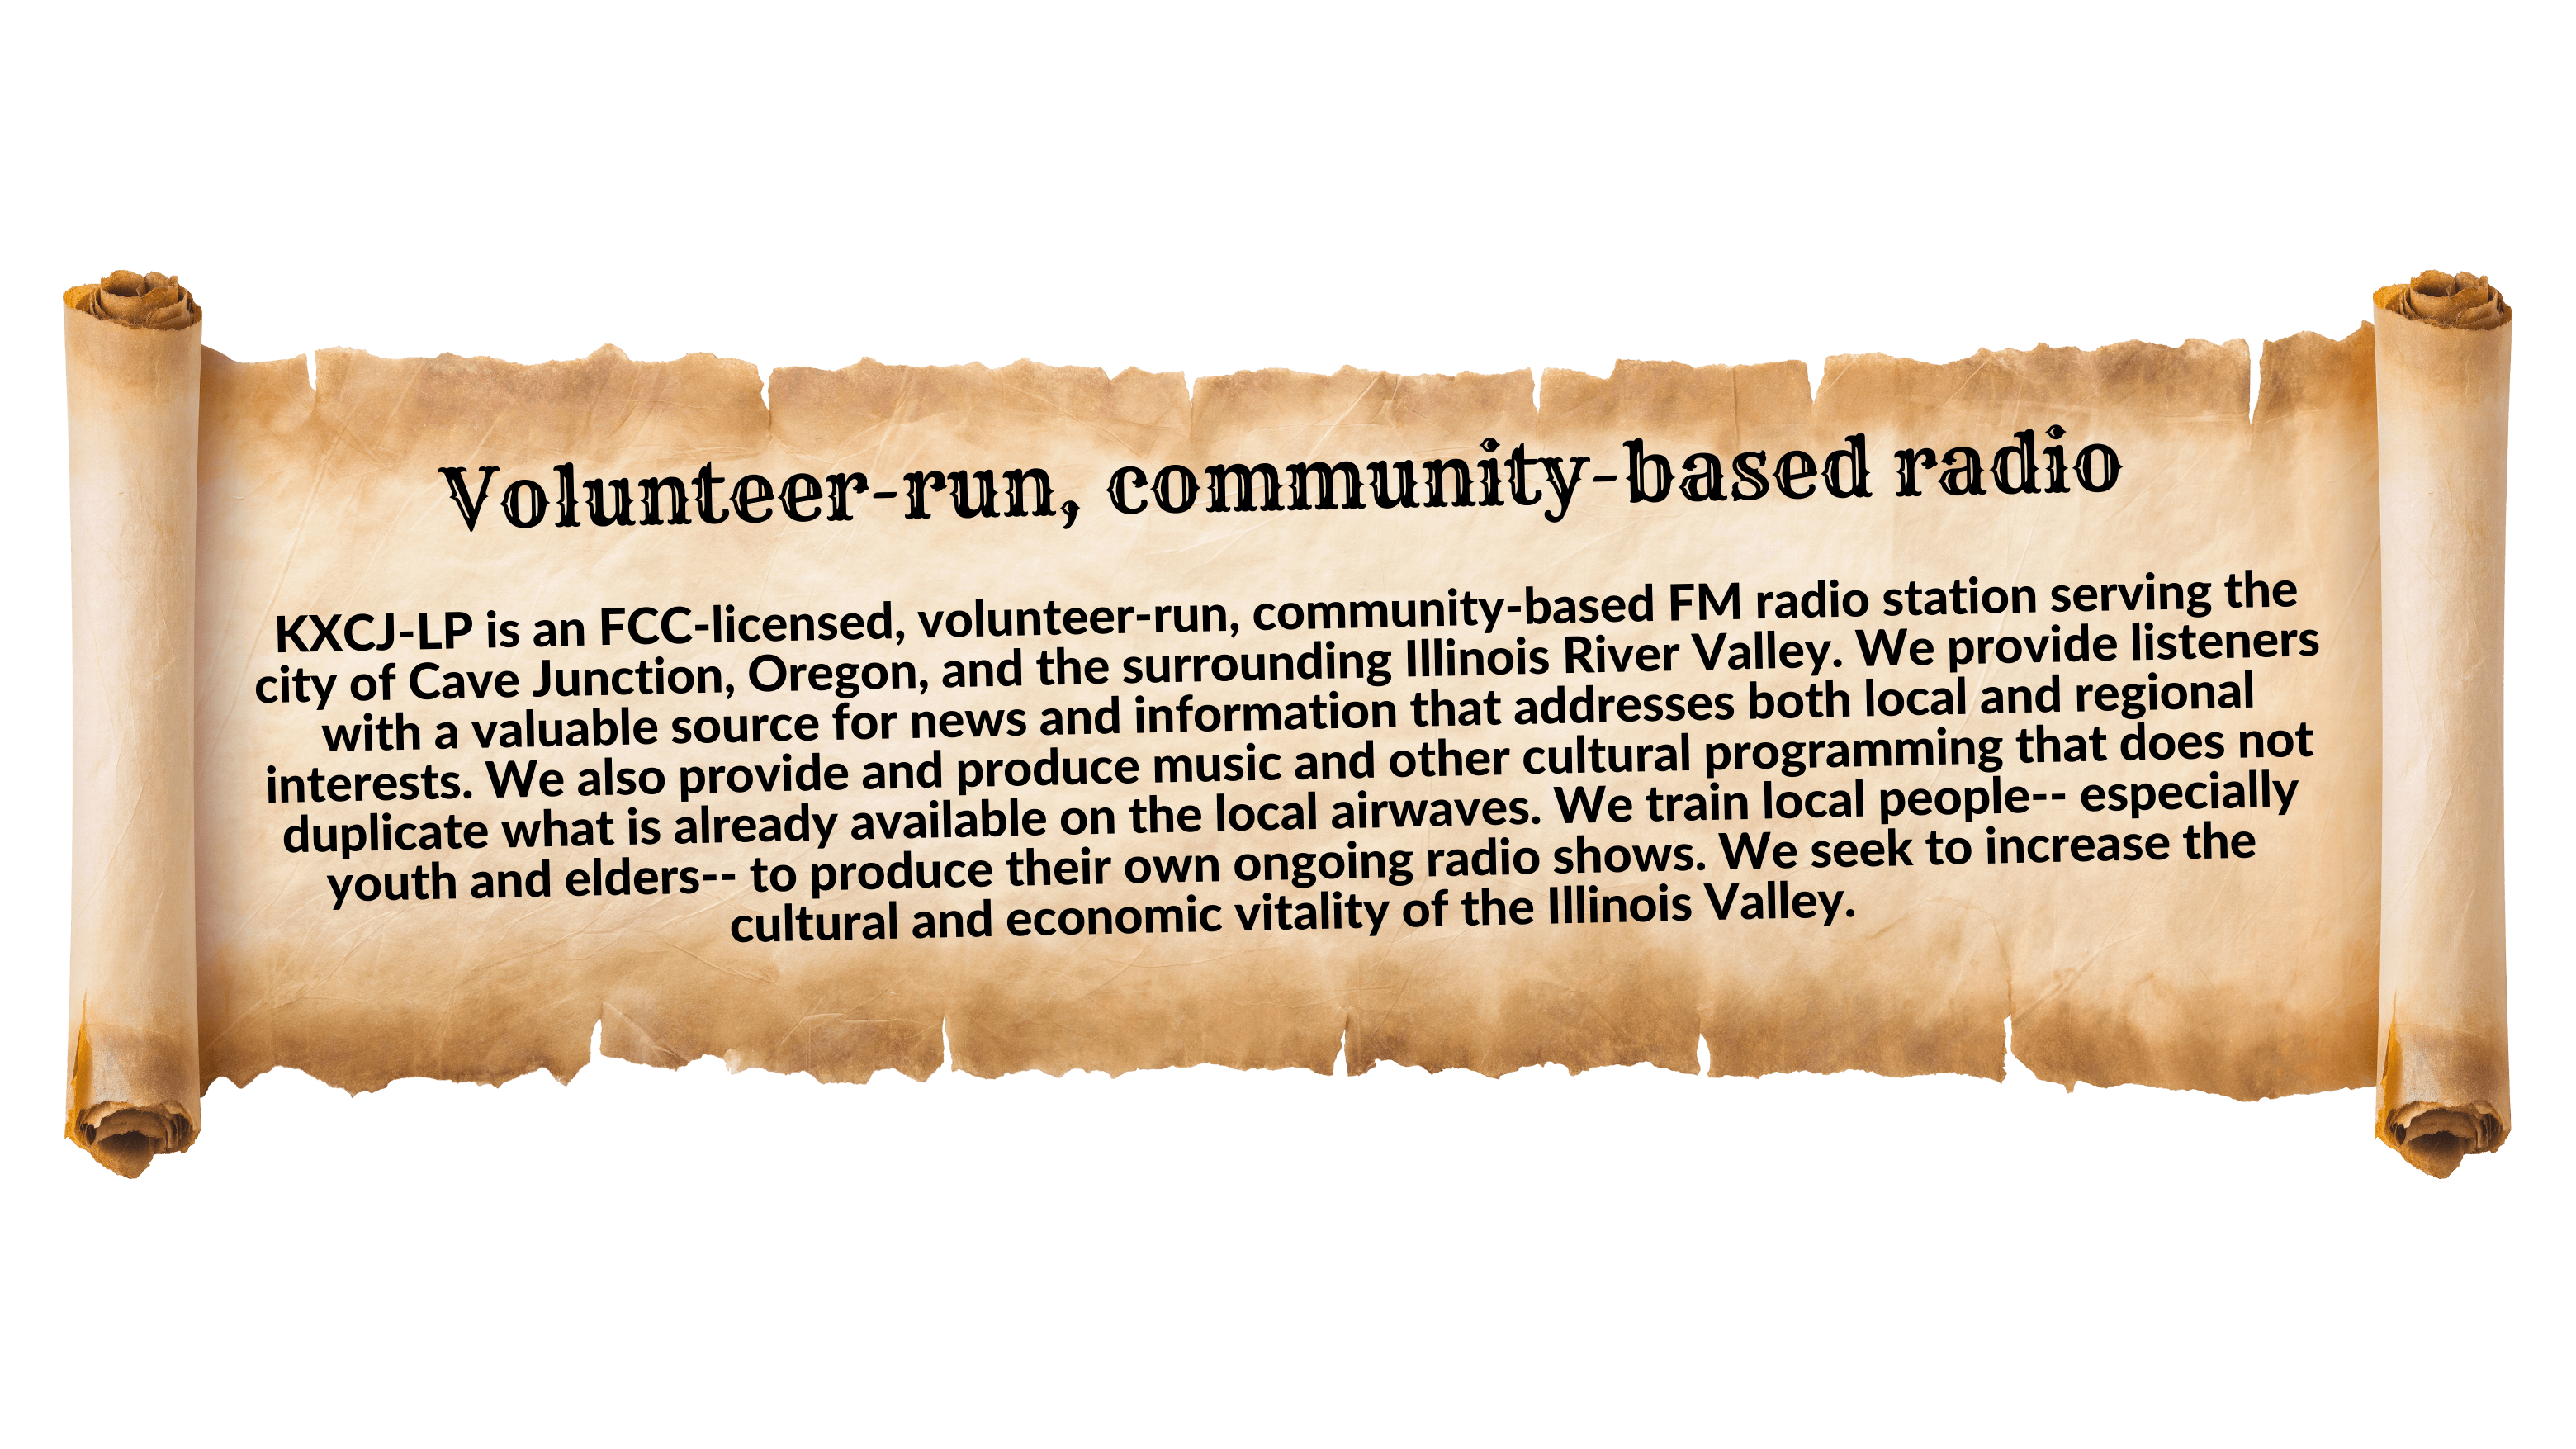 Volunteer-run, community-based radio
KXCJ-LP is an FCC-licensed, volunteer-run, community-based FM radio station serving the
city of Cave Junction, Oregon, and the surrounding Illinois River Valley. We provide listeners
with a valuable source for news and information that addresses both local and regional
interests. We also provide and produce music and other cultural programming that does not
duplicate what is already available on the local airwaves. We train local people-- especially
youth and elders-- to produce their own ongoing radio shows. We seek to increase the
cultural and economic vitality of the Illinois Valley.